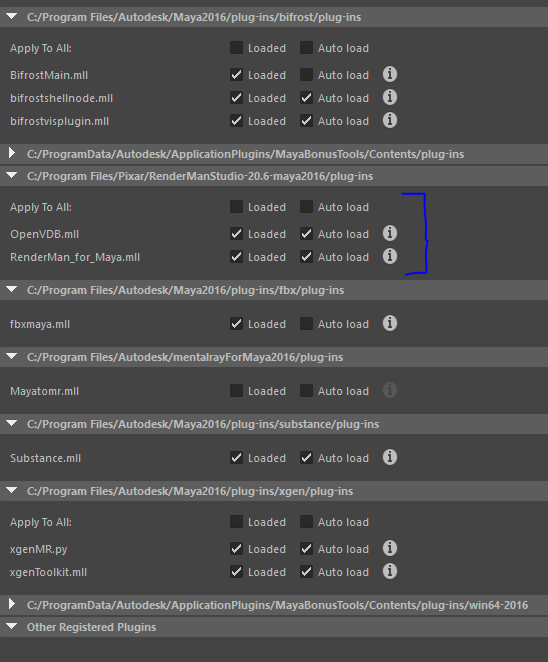 C:/Program Files/Autodesk/Maya2016/plug-ins/bifrost/plug-ins
Apply To All: Loaded Auto load
BifrostMain.mll Loaded Auto load
bifrostshellnode.mll Loaded Auto load
bifrostvisplugin.mll Loaded Auto load
C:/ProgramData/Autodesk/ApplicationPlugins/MayaBonusTools/Contents/plug-ins
C:/Program Files/Pixar/RenderManStudio-20.6-maya2016/plug-ins
Apply To All: Loaded Auto load
OpenVDB.mll Loaded Auto load
RenderMan_for_Maya.mll Loaded Auto load
C:/Program Files/Autodesk/Maya2016/plug-ins/fbx/plug-ins
fbxmaya.mll Loaded Auto load
C:/Program Files/Autodesk/mentalrayForMaya2016/plug-ins
Mayatomr.mll Loaded Auto load
C:/Program Files/Autodesk/Maya2016/plug-ins/substance/plug-ins
Substance.mll Loaded Auto load
C:/Program Files/Autodesk/Maya2016/plug-ins/xgen/plug-ins
Apply To All: Loaded Auto load
xgenMR.py Loaded Auto load
xgenToolkit.mll Loaded Auto load
C:/ProgramData/Autodesk/ApplicationPlugins/MayaBonusTools/Contents/plug-ins/win64-2016
Other Registered Plugins